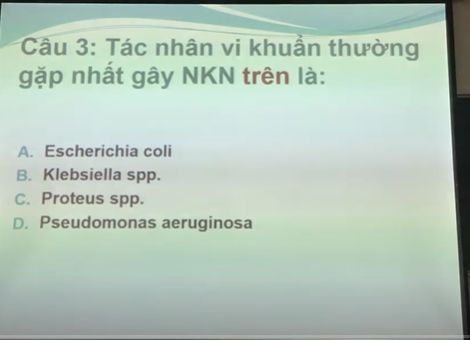 Câu 3: Tác nhân vi khuẩn thường
gặp nhất gây NKN trên là:
A. Escherichia coli
B. Klebsiella spp.
C. Proteus spp.
D. Pseudomonas aeruginosa